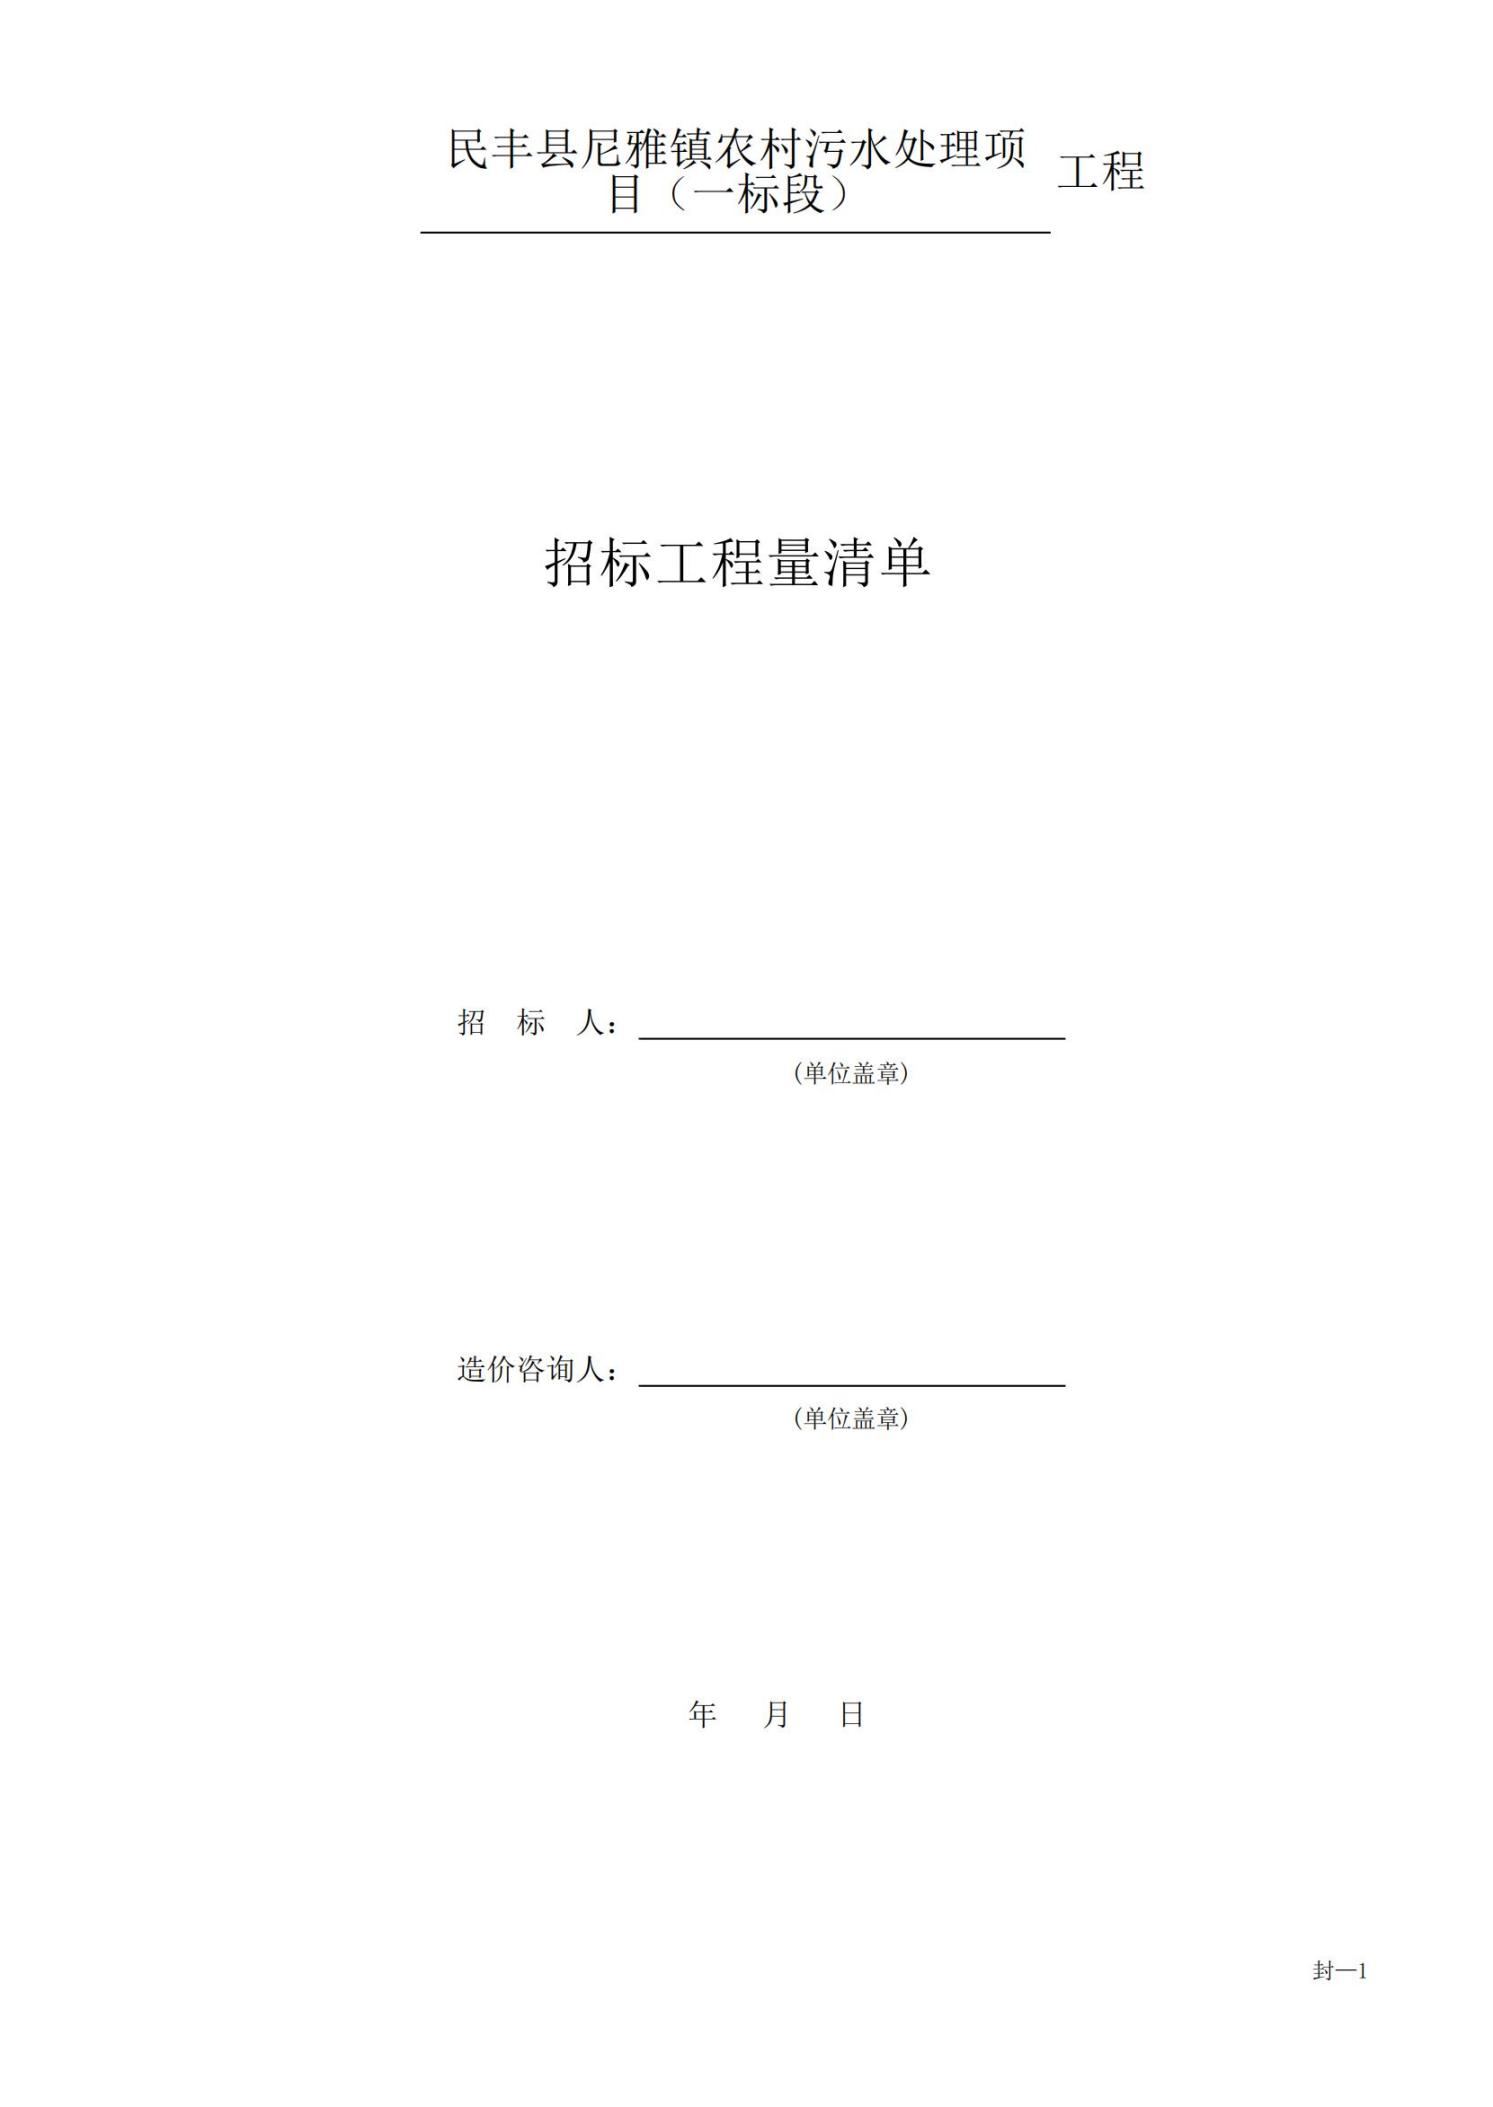 民丰县尼雅镇农村污水处理项
目（一标段）
工程
招标工程量清单
招 标 人：
(单位盖章)
造价咨询人：
(单位盖章)
年 月 日
封—1